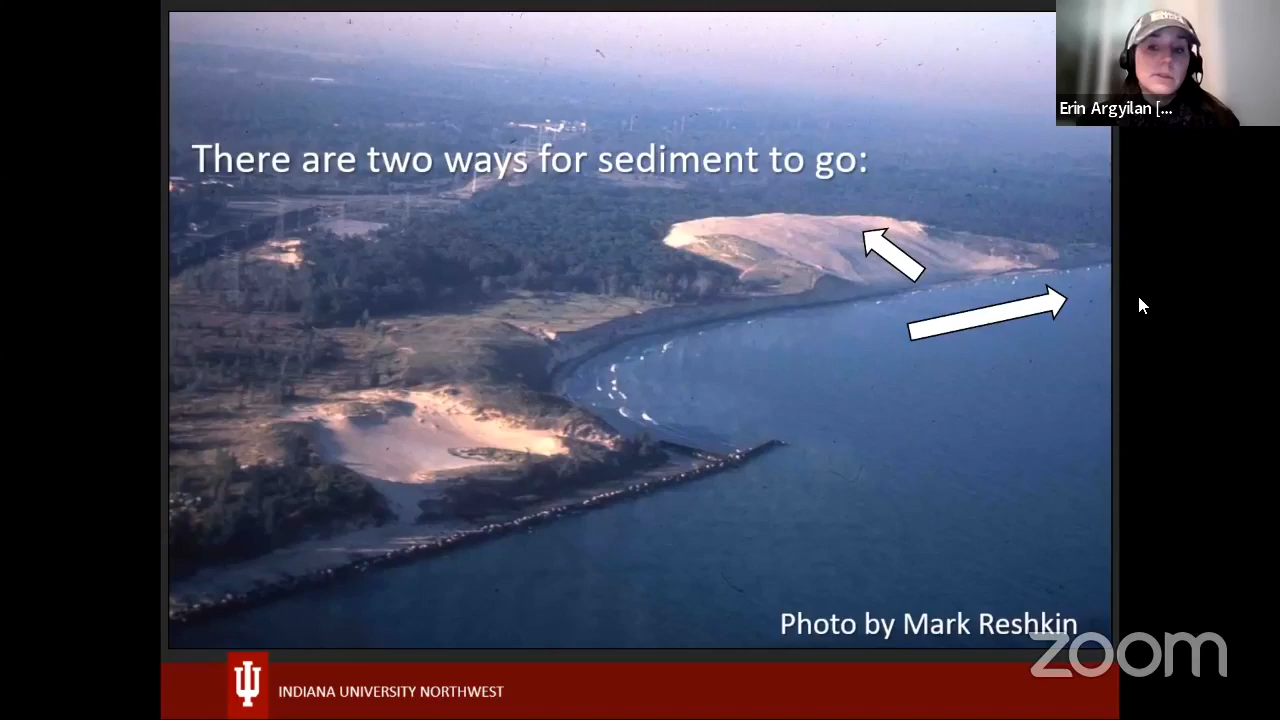 Erin Argyilan [...
There are two ways for sediment to go:
Photo by Mark Reshkin
zoom
INDIANA UNIVERSITY NORTHWEST